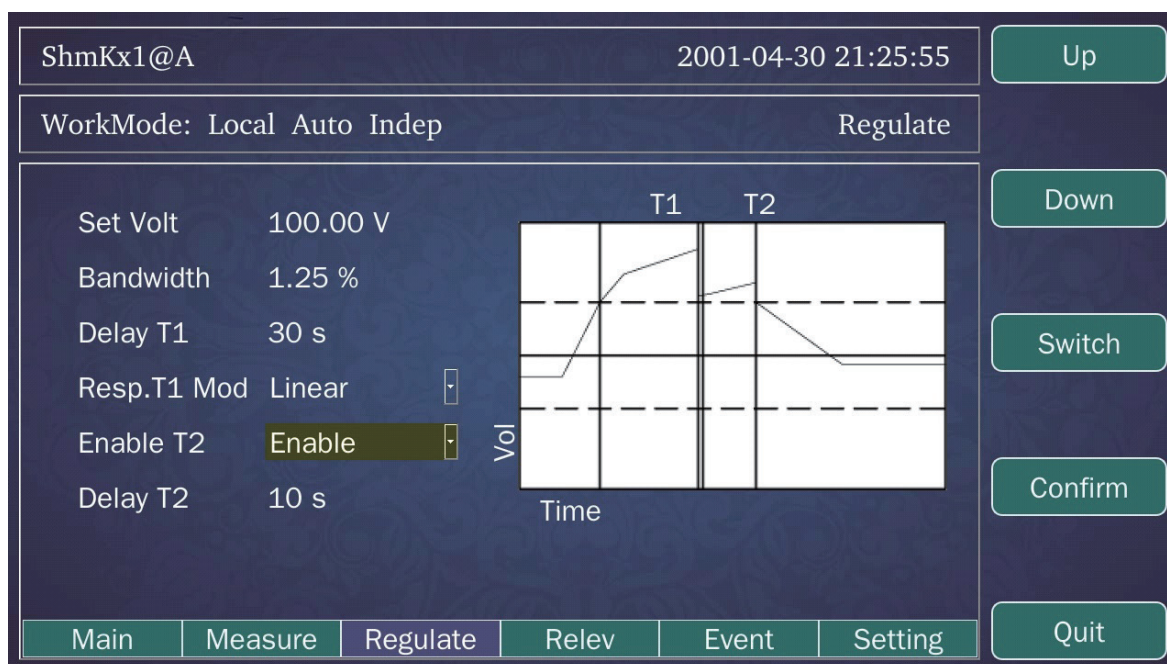 ShmKx1@A 2001-04-30 21:25:55
WorkMode: Local Auto Indep Regulate
Set Volt 100.00 V
Bandwidth 1.25 %
Delay T1 30 s
Resp.T1 Mod Linear
Enable T2 Enable
Delay T2 10 s
T1 T2
Vol
Time
Main Measure Regulate Relev Event Setting
Up
Down
Switch
Confirm
Quit